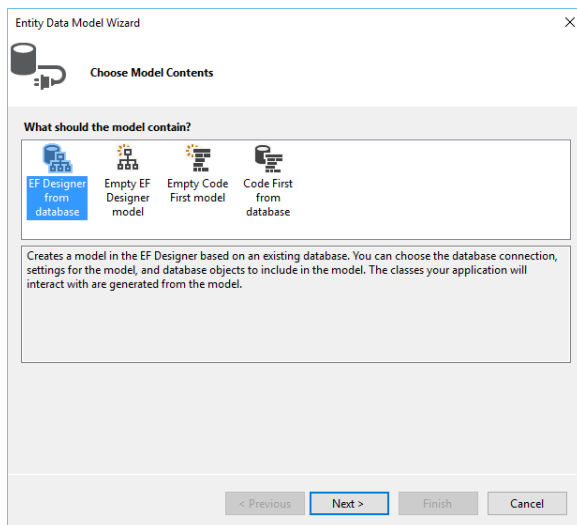 Entity Data Model Wizard
Choose Model Contents
What should the model contain?
EF Designer from database
Empty EF Designer model
Empty Code First model
Code First from database
Creates a model in the EF Designer based on an existing database. You can choose the database connection,
settings for the model, and database objects to include in the model. The classes your application will
interact with are generated from the model.
< Previous
Next >
Finish
Cancel